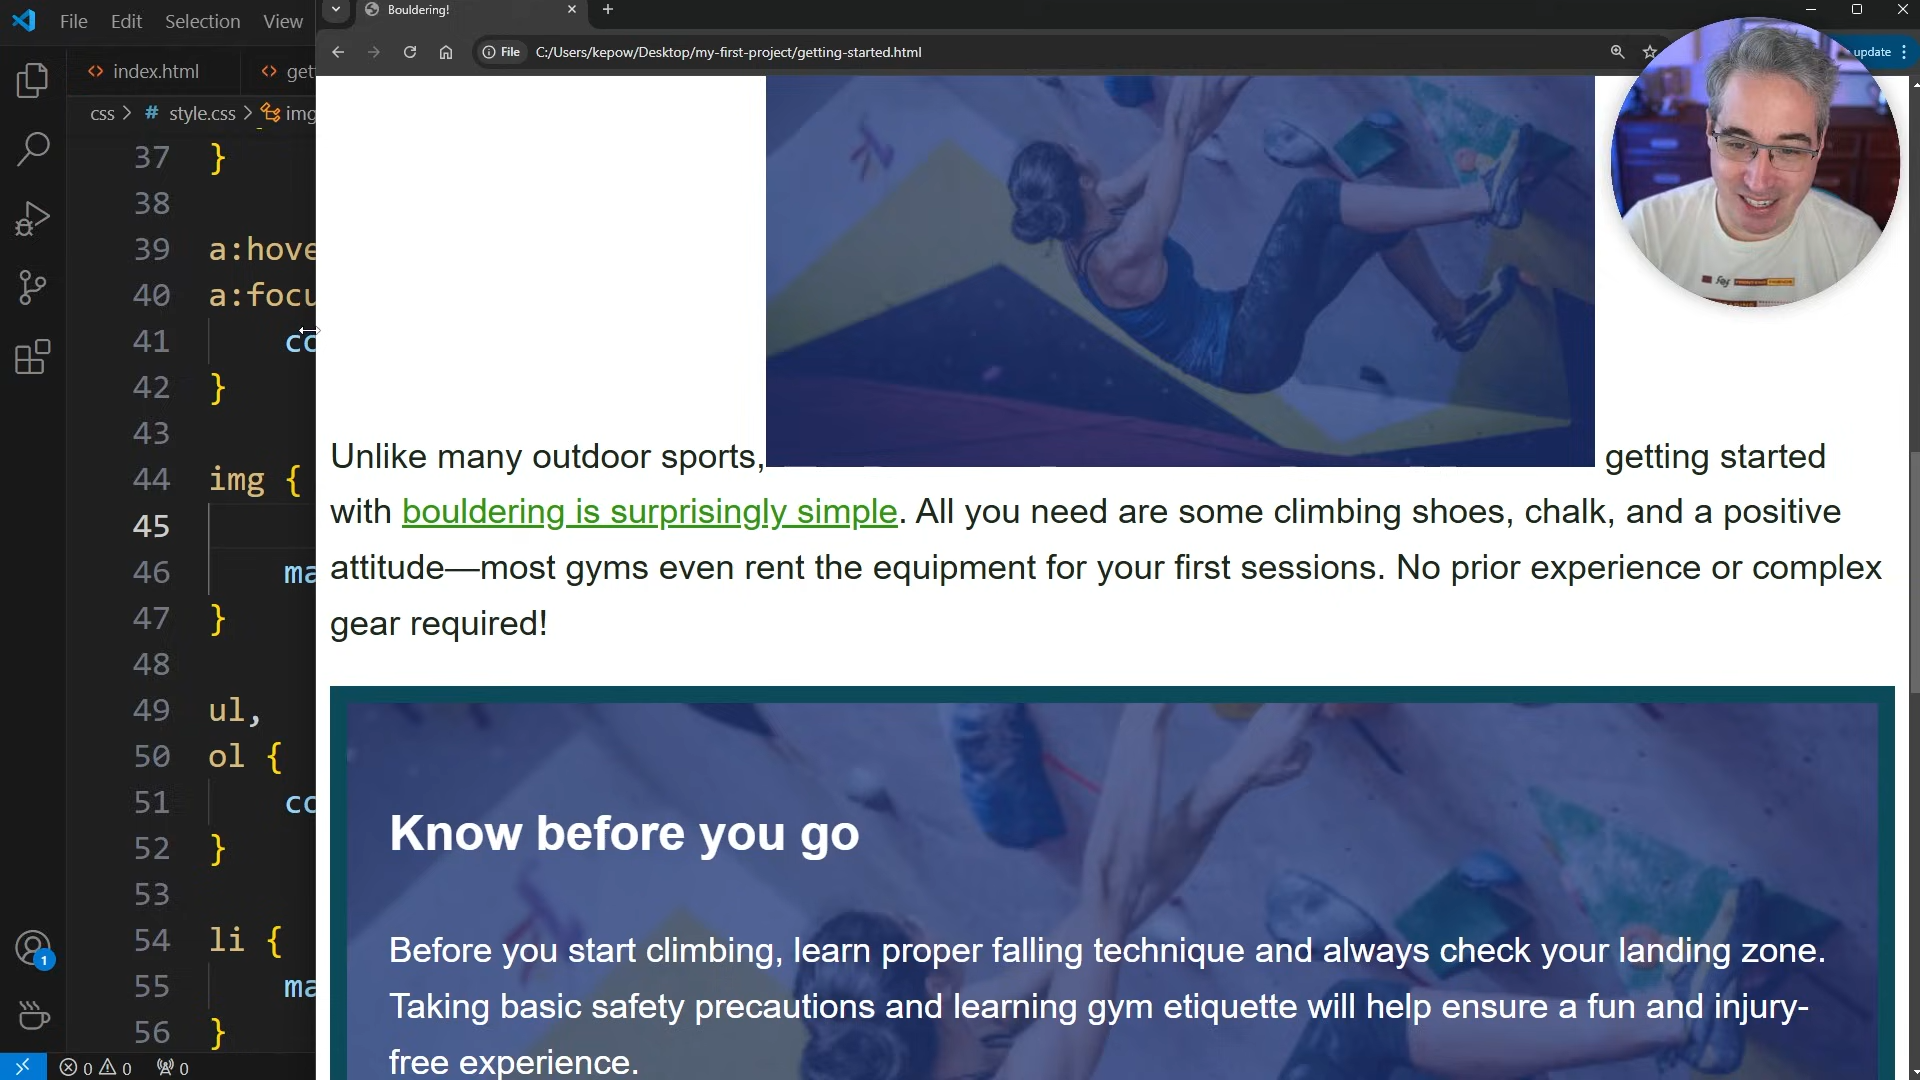 File Edit Selection View
Bouldering!
File C:/Users/kepow/Desktop/my-first-project/getting-started.html
update
index.html
get
css > # style.css > img
37 }
38
39 a:hove
40 a:focu
41 co
42 }
43
44 img {
45
46 ma
47 }
48
49 ul,
50 ol {
51 co
52 }
53
54 li {
55 ma
56 }
Unlike many outdoor sports, getting started
with bouldering is surprisingly simple. All you need are some climbing shoes, chalk, and a positive
attitude—most gyms even rent the equipment for your first sessions. No prior experience or complex
gear required!
Know before you go
Before you start climbing, learn proper falling technique and always check your landing zone.
Taking basic safety precautions and learning gym etiquette will help ensure a fun and injury-
free experience.
1
0 0 0